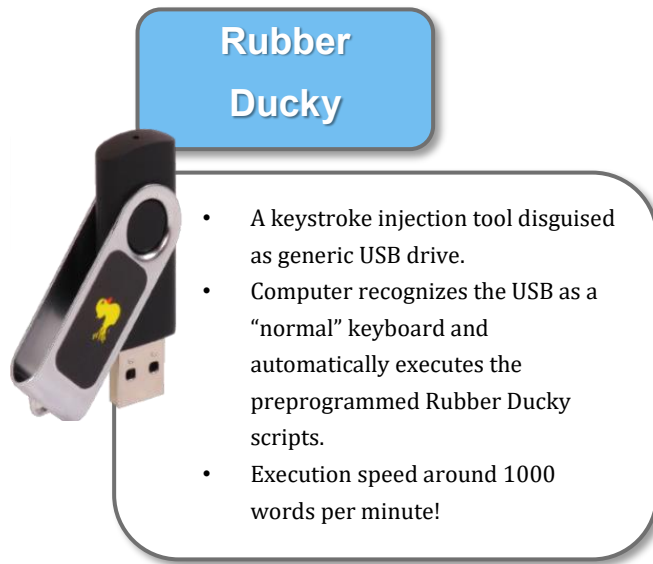 Rubber
Ducky
• A keystroke injection tool disguised
as generic USB drive.
• Computer recognizes the USB as a
“normal” keyboard and
automatically executes the
preprogrammed Rubber Ducky
scripts.
• Execution speed around 1000
words per minute!